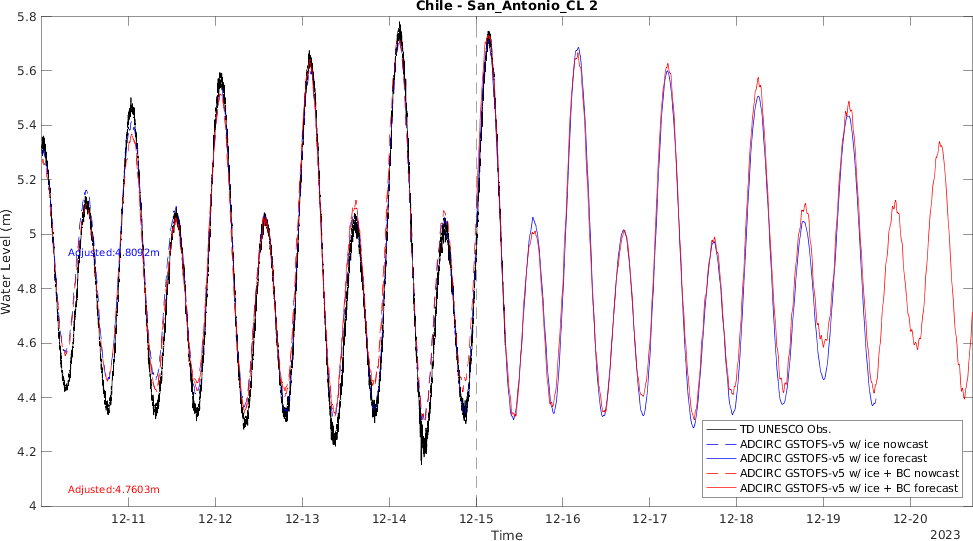 Chile - San_Antonio_CL 2
5.8
5.6
5.4
5.2
5
4.8
4.6
4.4
4.2
4
Water Level (m)
Adjusted:4.8092m
Adjusted:4.7603m
TD UNESCO Obs.
ADCIRC GSTOFS-v5 w/ ice nowcast
ADCIRC GSTOFS-v5 w/ ice forecast
ADCIRC GSTOFS-v5 w/ ice + BC nowcast
ADCIRC GSTOFS-v5 w/ ice + BC forecast
12-11
12-12
12-13
12-14
12-15
12-16
12-17
12-18
12-19
12-20
Time
2023